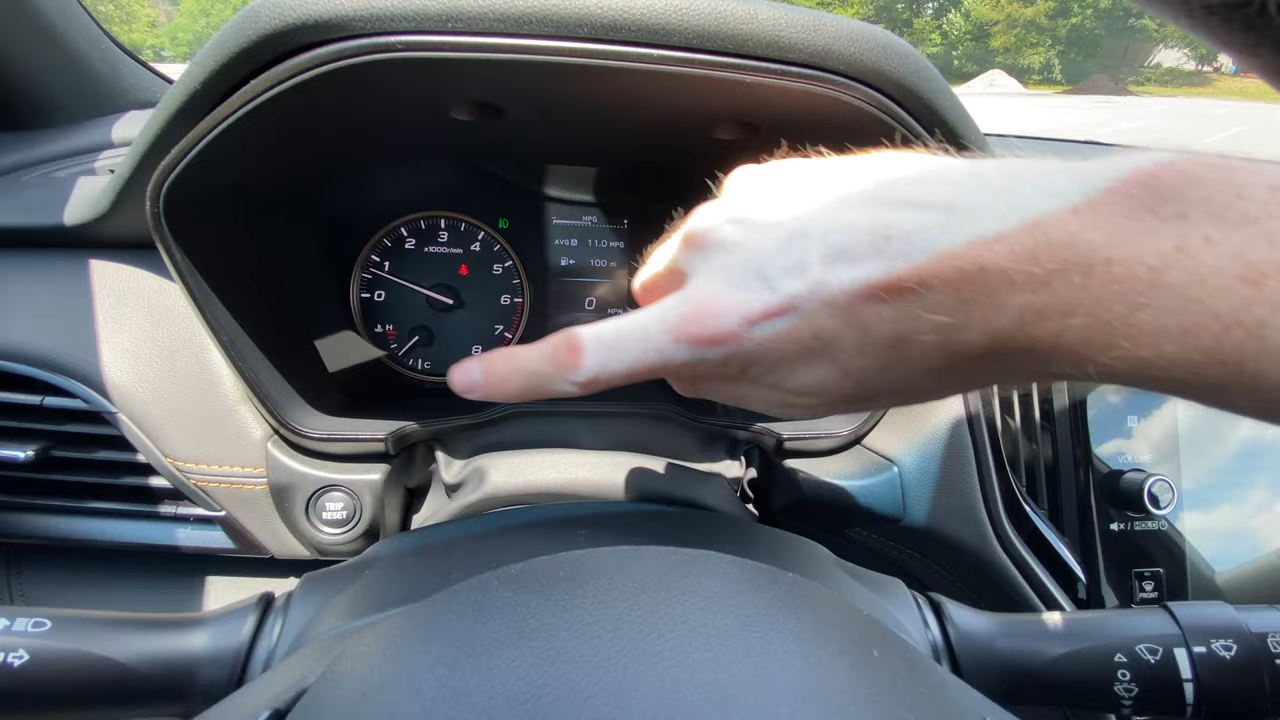 MPG
- +
AVG A 11.0 MPG
100 mi
0
MPH
0 1 2 3 4 5 6 7 8
x1000r/min
H
C
TRIP
RESET
VOLUME
/ HOLD
FRONT